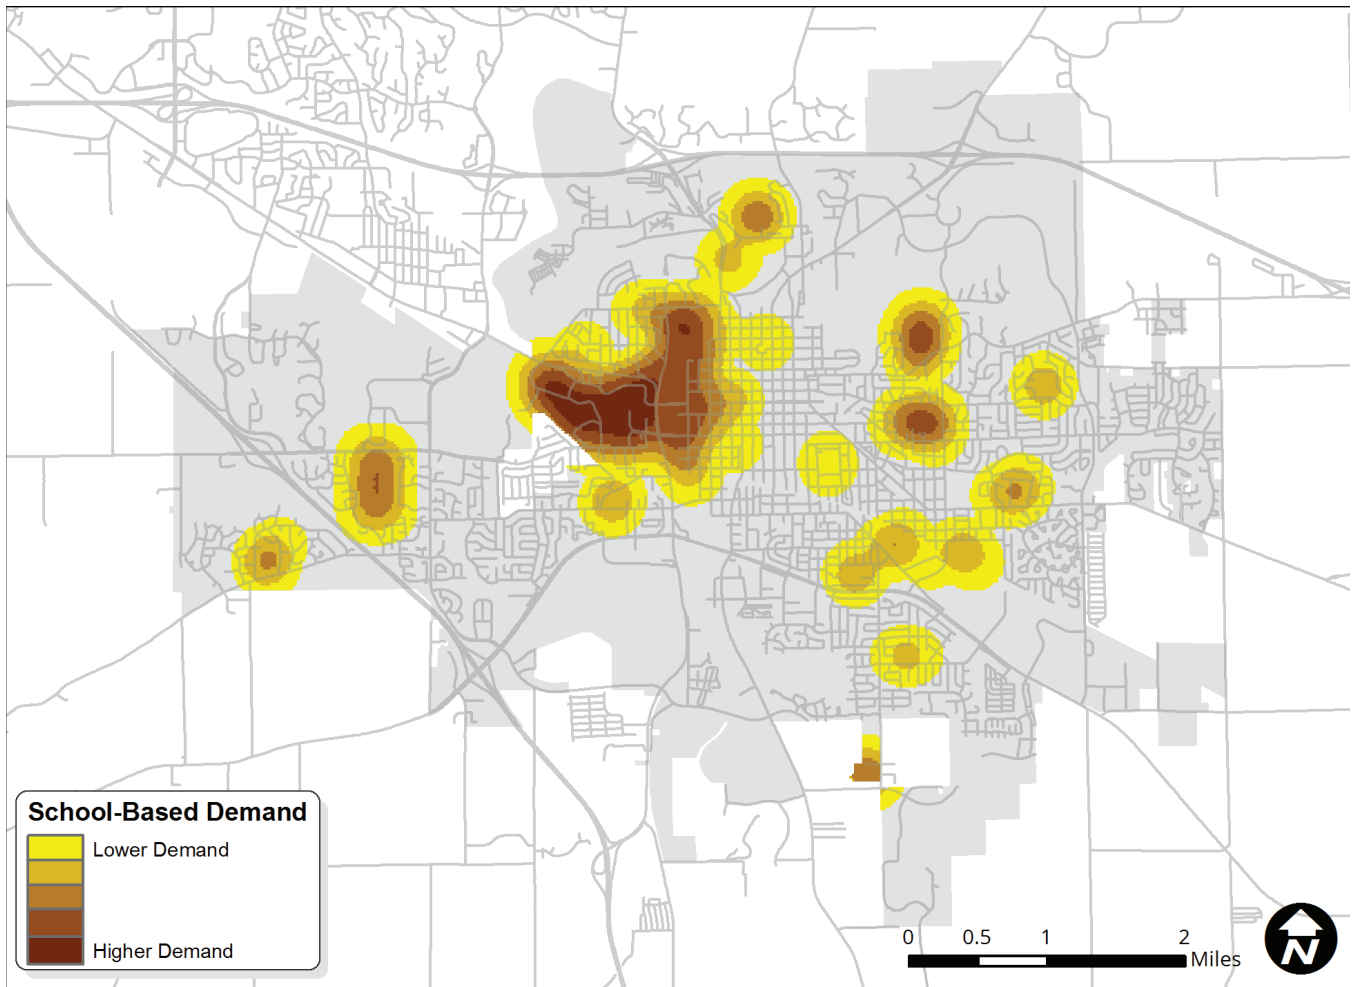 School-Based Demand
Lower Demand
Higher Demand
0 0.5 1 2
Miles
N